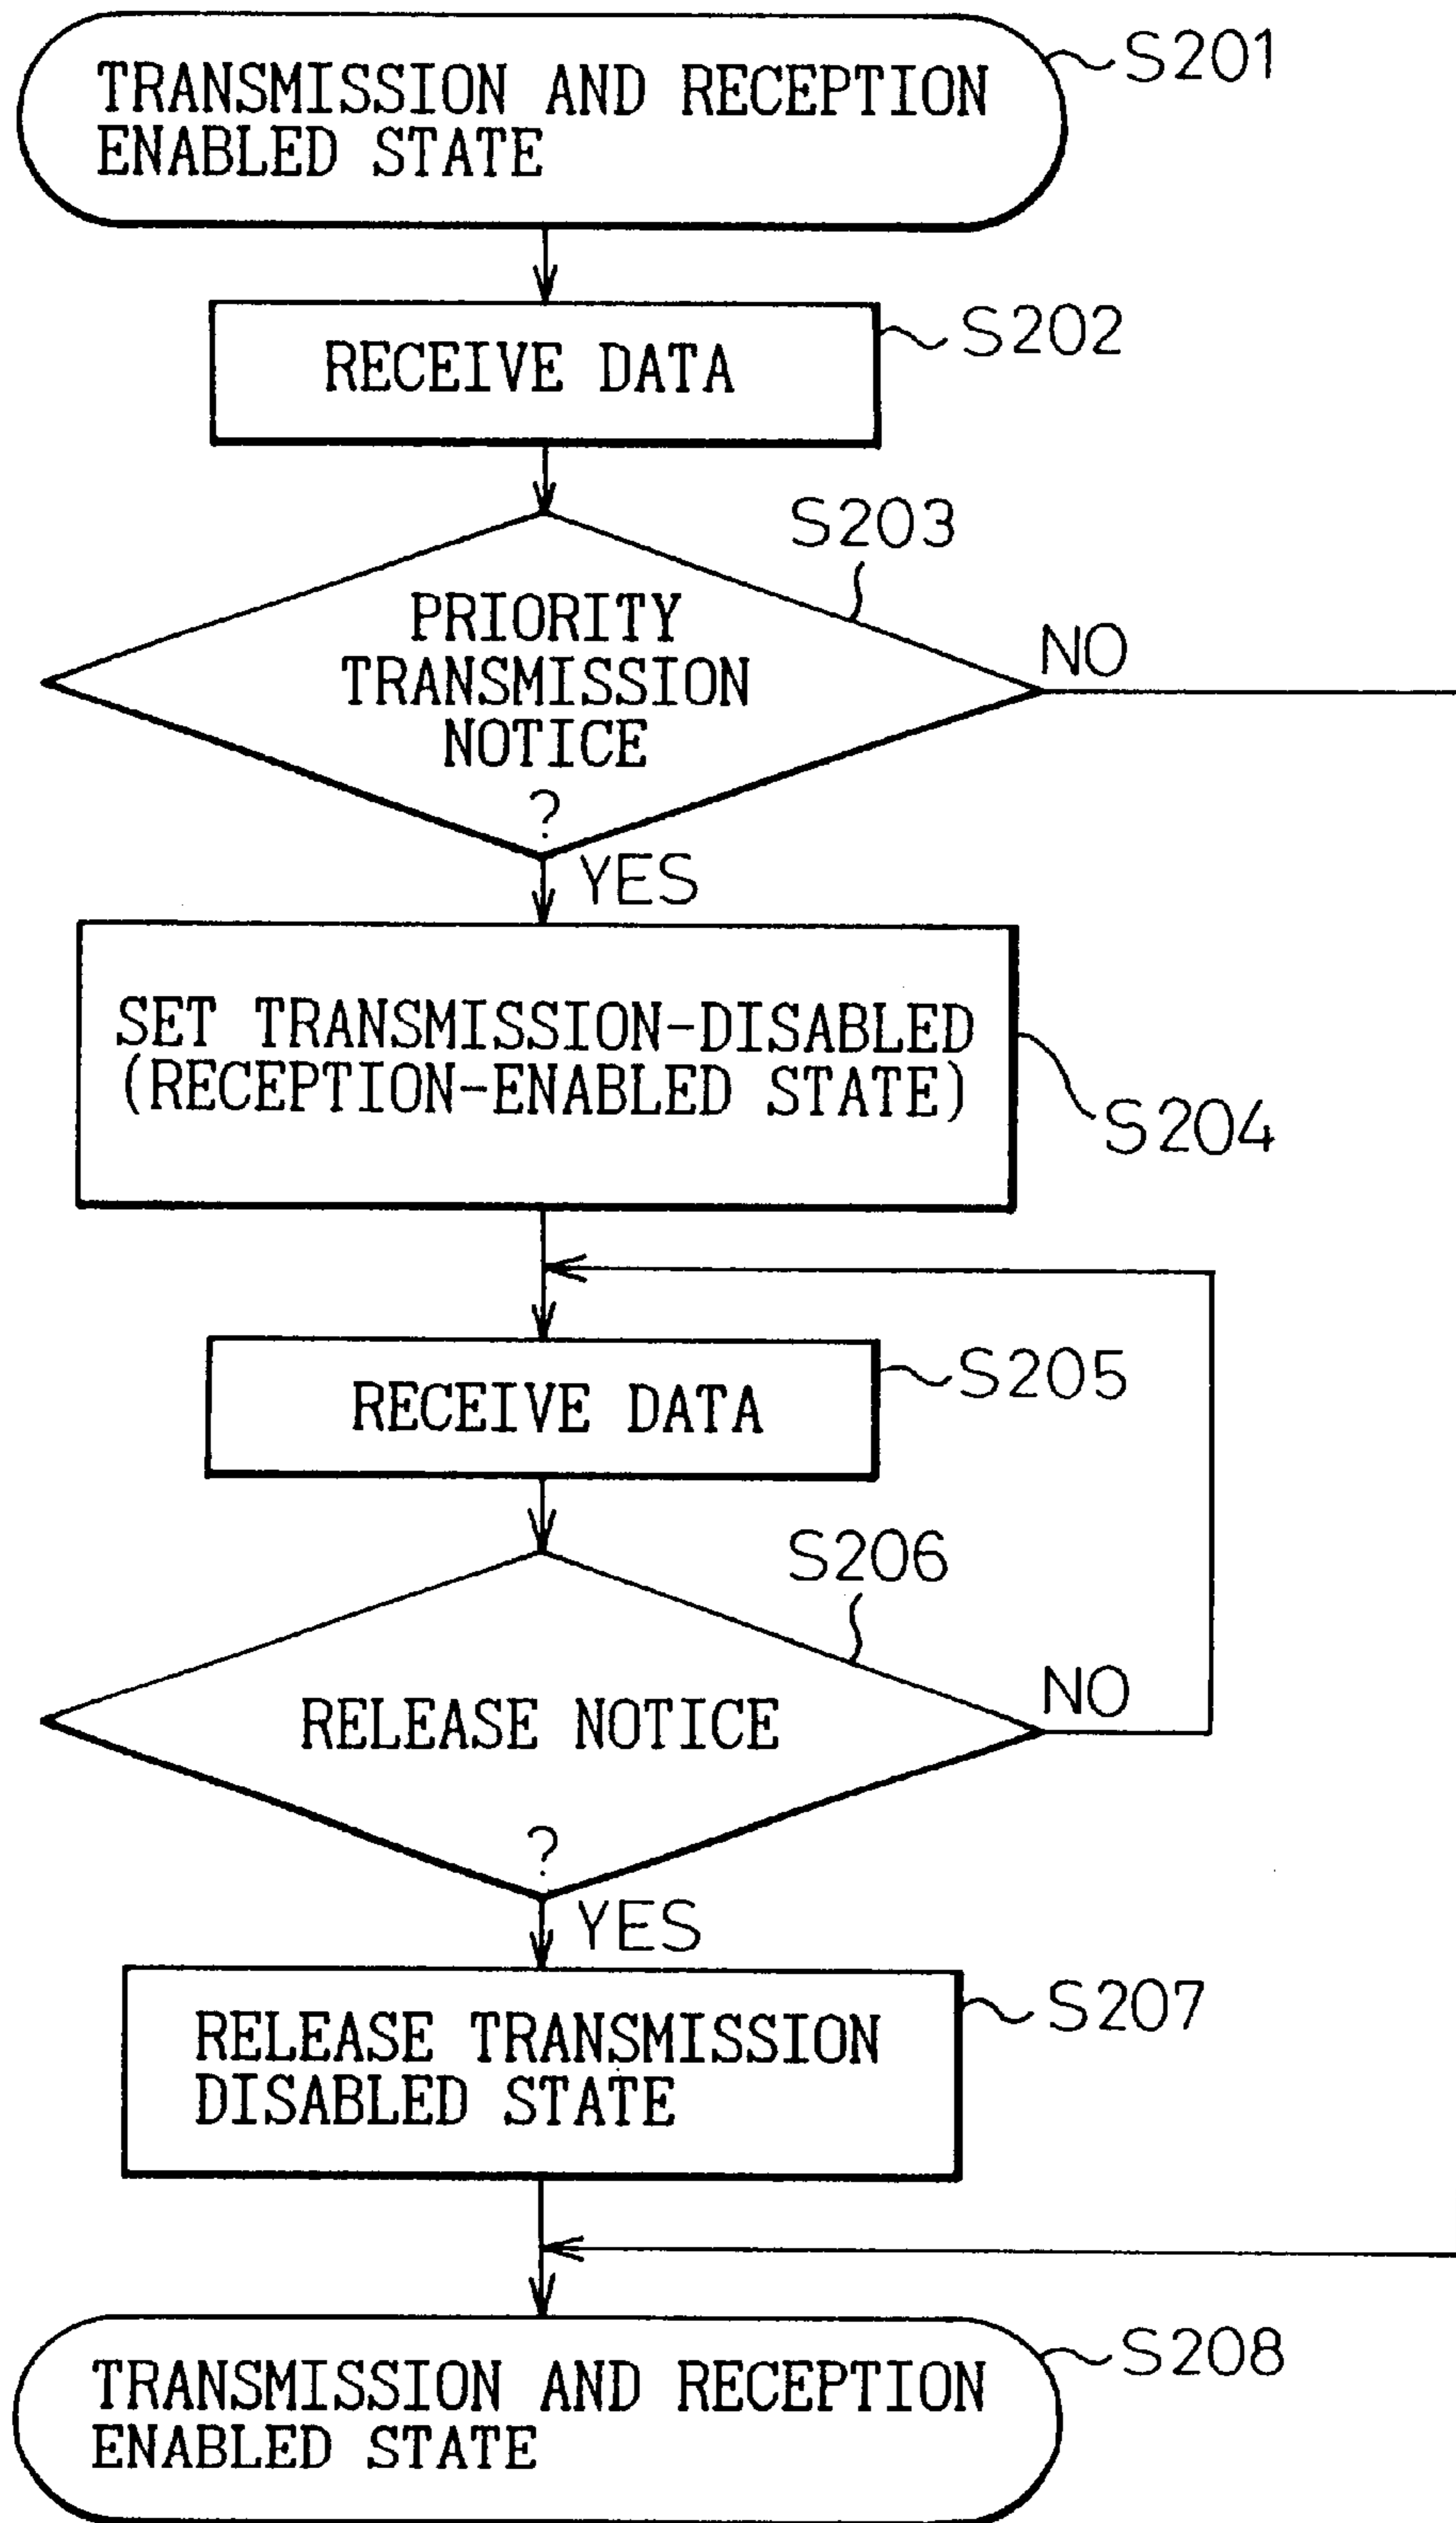 TRANSMISSION AND RECEPTION
ENABLED STATE
S201
RECEIVE DATA
S202
S203
PRIORITY
TRANSMISSION
NOTICE
?
NO
YES
SET TRANSMISSION-DISABLED
(RECEPTION-ENABLED STATE)
S204
RECEIVE DATA
S205
S206
RELEASE NOTICE
?
NO
YES
RELEASE TRANSMISSION
DISABLED STATE
S207
TRANSMISSION AND RECEPTION
ENABLED STATE
S208